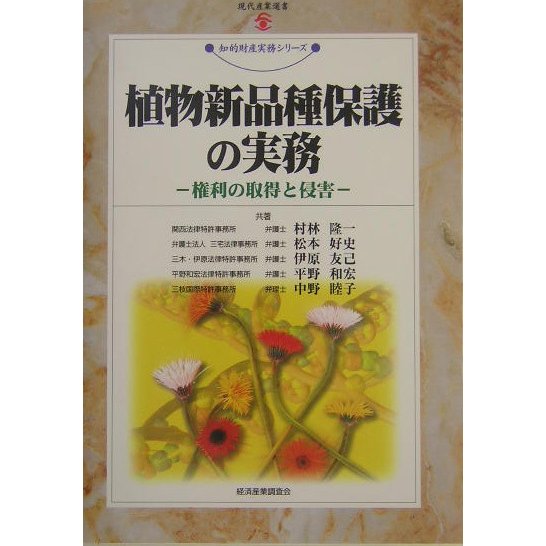 現代産業選書
知的財産実務シリーズ
植物新品種保護
の実務
－権利の取得と侵害－
共著
関西法律特許事務所 弁護士 村林 隆一
弁護士法人 三宅法律事務所 弁護士 松本 好史
三木・伊原法律特許事務所 弁護士 伊原 友己
平野和宏法律特許事務所 弁護士 平野 和宏
三枝国際特許事務所 弁理士 中野 睦子
経済産業調査会